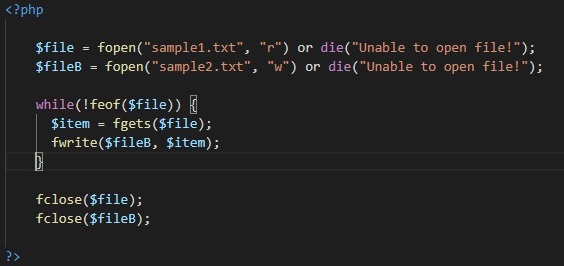 <?php
$file = fopen("sample1.txt", "r") or die("Unable to open file!");
$fileB = fopen("sample2.txt", "w") or die("Unable to open file!");
while(!feof($file)) {
$item = fgets($file);
fwrite($fileB, $item);
}
fclose($file);
fclose($fileB);
?>